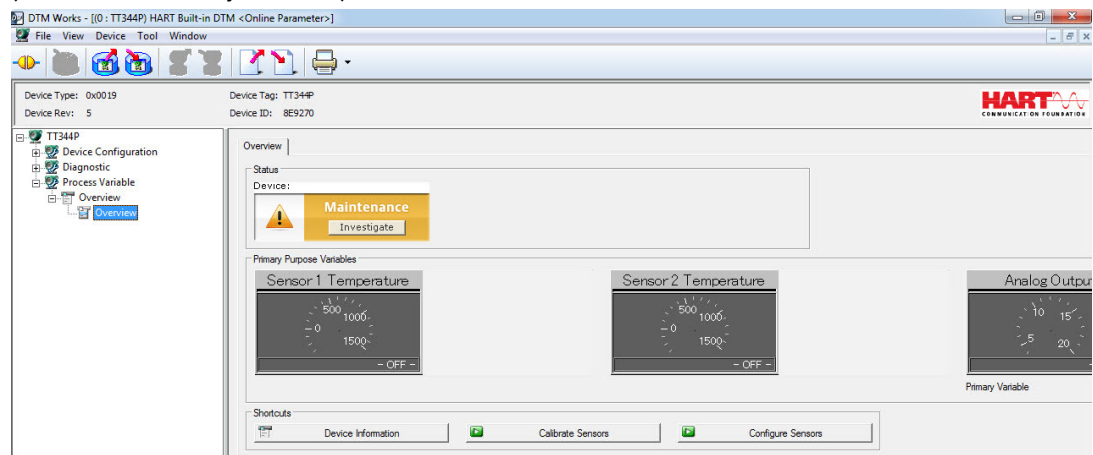 DTM Works - [(0 : TT344P) HART Built-in DTM <Online Parameter>]
File View Device Tool Window
Device Type: 0x0019 Device Tag: TT344P
Device Rev: 5 Device ID: 8E9270
HART
COMMUNICATION FOUNDATION
TT344P
Device Configuration
Diagnostic
Process Variable
Overview
Overview
Overview
Status
Device:
Maintenance
Investigate
Primary Purpose Variables
Sensor 1 Temperature
0 500 1000 1500
- OFF -
Sensor 2 Temperature
0 500 1000 1500
- OFF -
Analog Outpu
5 10 15 20
Primary Variable
Shortcuts
Device Information
Calibrate Sensors
Configure Sensors